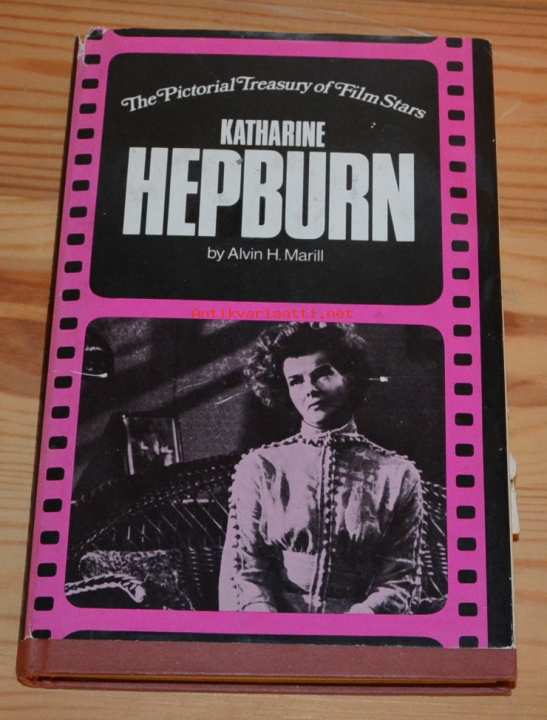 The Pictorial Treasury of Film Stars
KATHARINE
HEPBURN
by Alvin H. Marill
Antikvariaatti.net